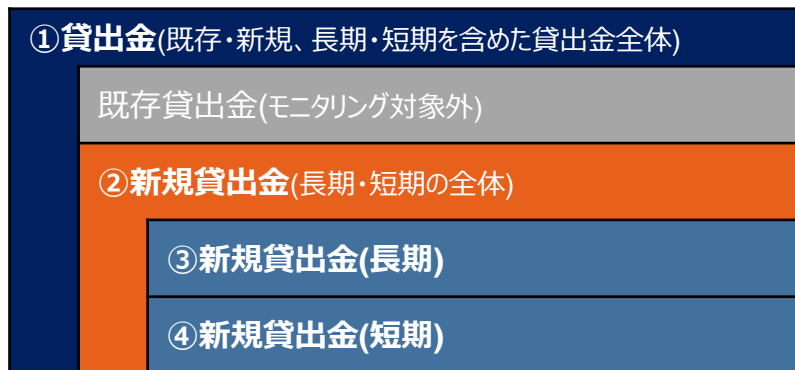 ①貸出金(既存・新規、長期・短期を含めた貸出金全体)
既存貸出金(モニタリング対象外)
②新規貸出金(長期・短期の全体)
③新規貸出金(長期)
④新規貸出金(短期)